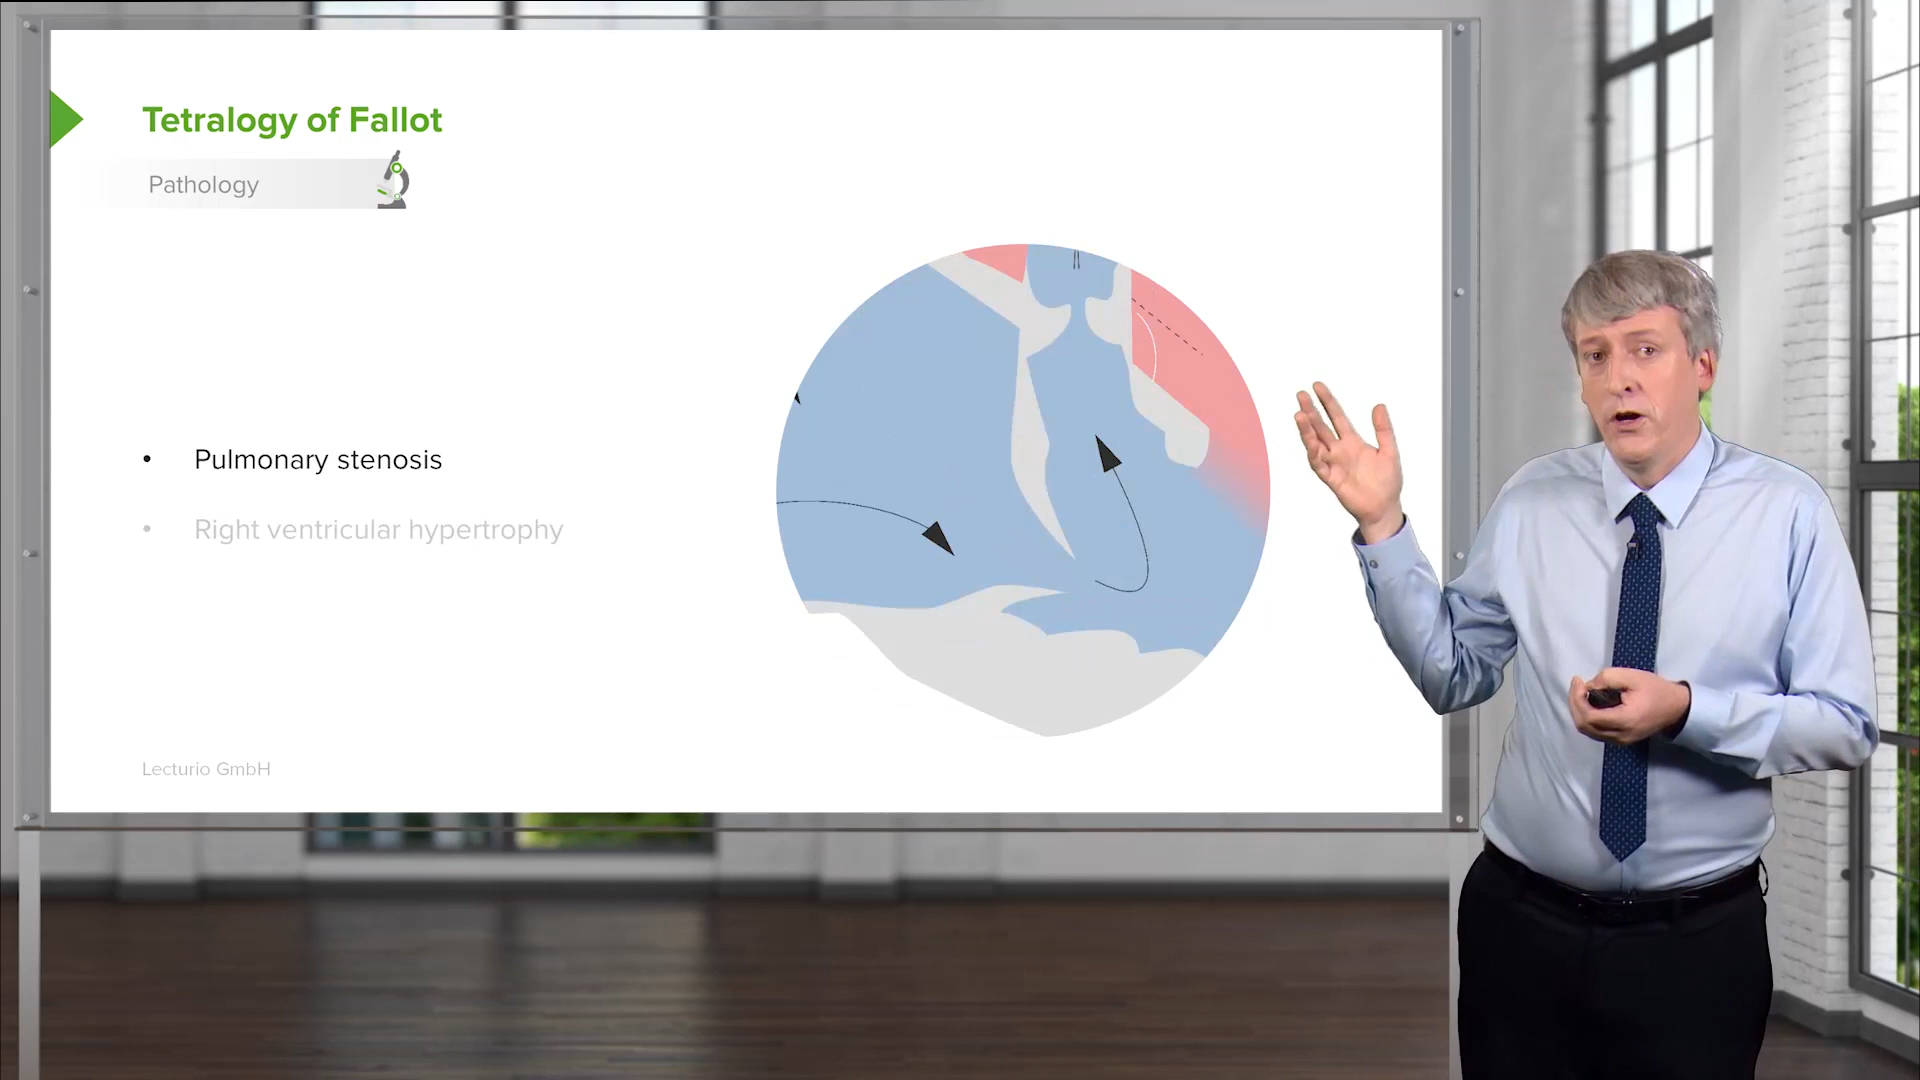 Tetralogy of Fallot
Pathology
• Pulmonary stenosis
• Right ventricular hypertrophy
Lecturio GmbH